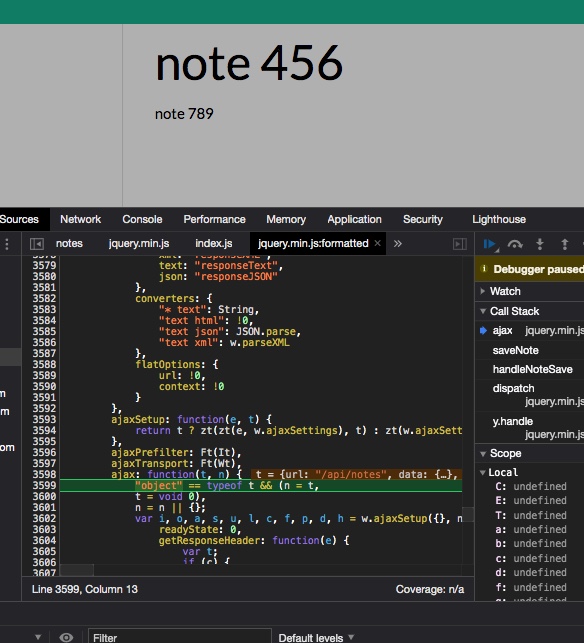 note 456
note 789
Sources Network Console Performance Memory Application Security Lighthouse
notes jquery.min.js index.js jquery.min.js:formatted × »
3579 text: "responseText",
3580 json: "responseJSON"
3581 },
3582 converters: {
3583 "* text": String,
3584 "text html": !0,
3585 "text json": JSON.parse,
3586 "text xml": w.parseXML
3587 },
3588 flatOptions: {
3589 url: !0,
3590 context: !0
3591 }
3592 },
3593 ajaxSetup: function(e, t) {
3594 return t ? zt(zt(e, w.ajaxSettings), t) : zt(w.ajaxSett
3595 },
3596 ajaxPrefilter: Ft(It),
3597 ajaxTransport: Ft(Wt),
3598 ajax: function(t, n) { t = {url: "/api/notes", data: {…},
3599 "object" == typeof t && (n = t,
3600 t = void 0),
3601 n = n || {};
3602 var i, o, a, s, u, l, c, f, p, d, h = w.ajaxSetup({}, n
3603 readyState: 0,
3604 getResponseHeader: function(e) {
3605 var t;
3606 if (c) {
3607
Line 3599, Column 13 Coverage: n/a
Debugger paused
Watch
Call Stack
ajax jquery.min.js
saveNote
handleNoteSave
dispatch
jquery.min.js
y.handle
jquery.min.js
Scope
Local
C: undefined
E: undefined
T: undefined
a: undefined
b: undefined
c: undefined
d: undefined
f: undefined
m
om
om
Filter Default levels